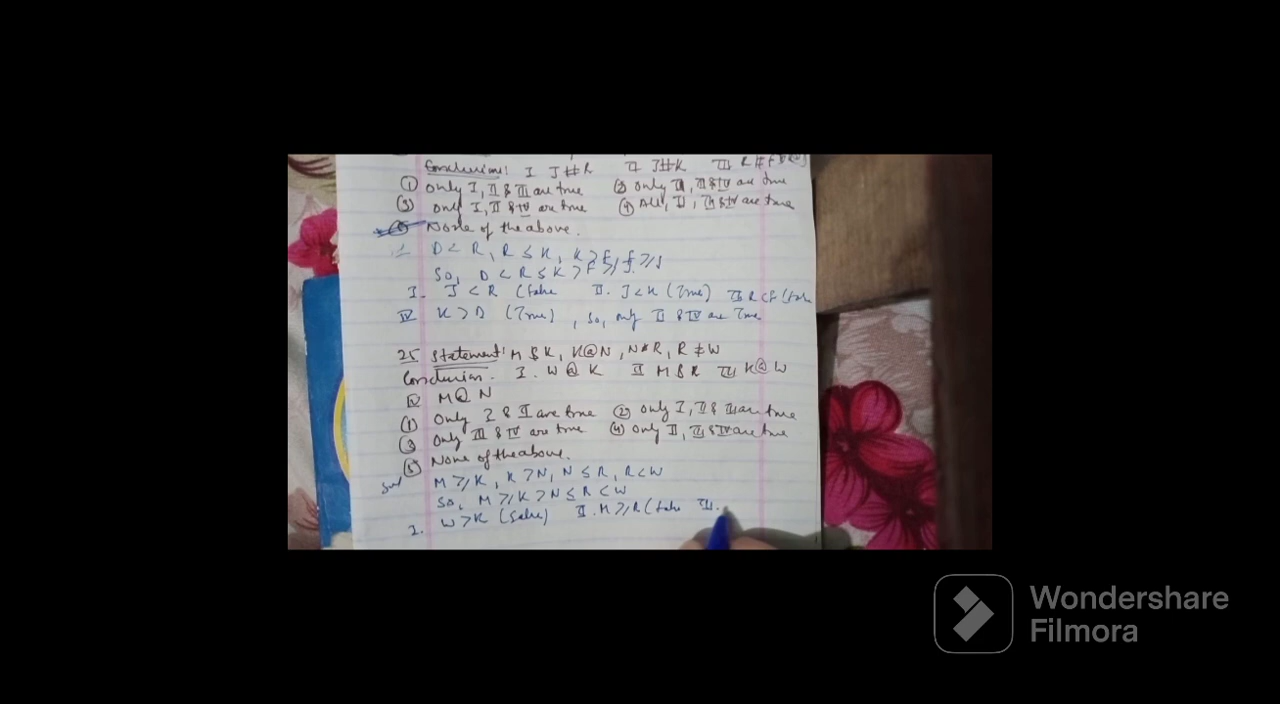 Conclusion: I J#R II J#K III R#F
① Only I, II & III are true ② Only II, III & IV are true
③ Only I, II & IV are true ④ All, II, III & IV are true
⑤ None of the above.
D < R, R ≤ K, K > F, F ≥ J
So, D < R ≤ K > F ≥ J.
I. J < R (false II. J < K (True) III R < F (false
IV K > D (True), So, only II & IV are True
25 Statement: M $ K, K @ N, N * R, R # W
Conclusion. I. W @ K II M $ R III K @ W
IV M @ N
① Only I & II are true ② Only I, II & III are true
③ Only III & IV are true ④ Only II, III & IV are true
⑤ None of the above.
M ≥ K, K > N, N ≤ R, R < W
So, M ≥ K > N ≤ R < W
I. W > K (false) II. M ≥ R (false III.
Wondershare
Filmora